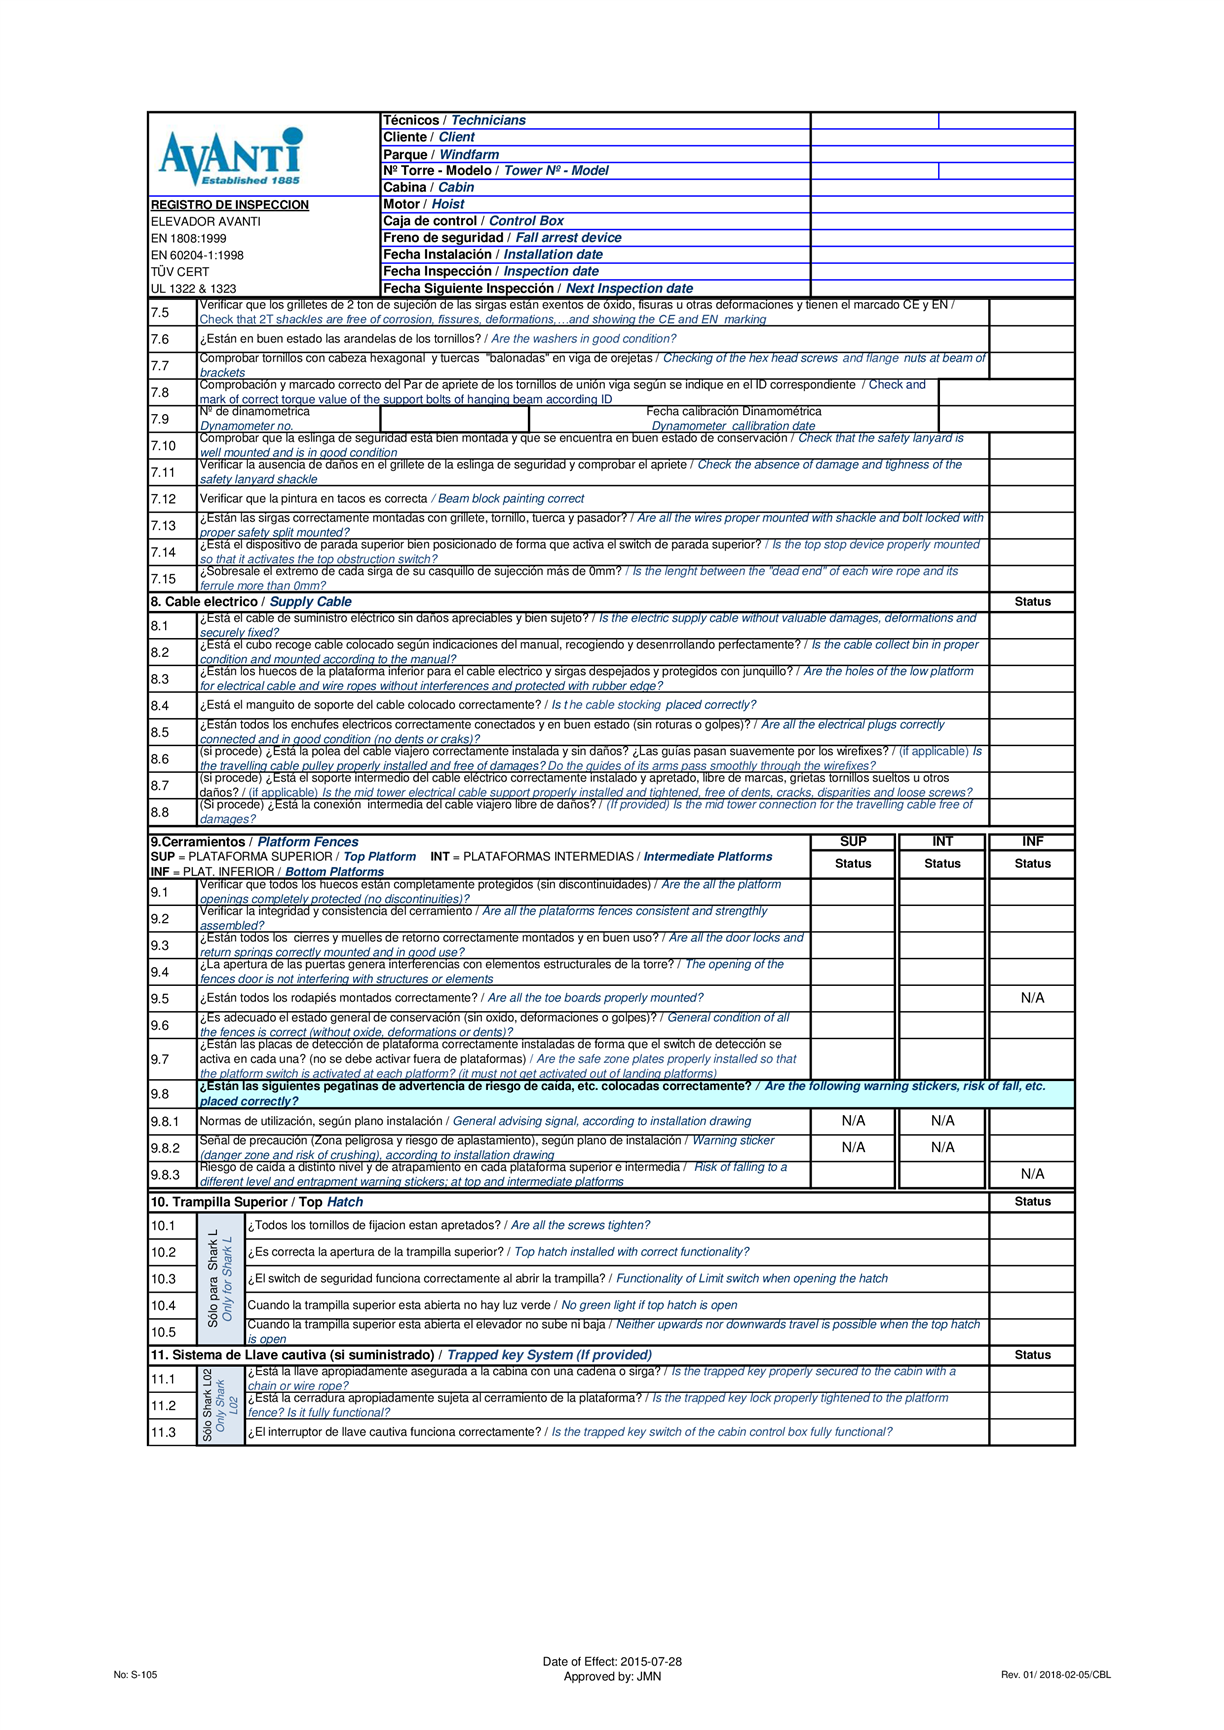 AVANTI
Established 1885
REGISTRO DE INSPECCION
ELEVADOR AVANTI
EN 1808:1999
EN 60204-1:1998
TÜV CERT
UL 1322 & 1323
Técnicos / Technicians
Cliente / Client
Parque / Windfarm
Nº Torre - Modelo / Tower Nº - Model
Cabina / Cabin
Motor / Hoist
Caja de control / Control Box
Freno de seguridad / Fall arrest device
Fecha Instalación / Installation date
Fecha Inspección / Inspection date
Fecha Siguiente Inspección / Next Inspection date
7.5 Verificar que los grilletes de 2 ton de sujeción de las sirgas están exentos de óxido, fisuras u otras deformaciones y tienen el marcado CE y EN /
Check that 2T shackles are free of corrosion, fissures, deformations,...and showing the CE and EN marking
7.6 ¿Están en buen estado las arandelas de los tornillos? / Are the washers in good condition?
7.7 Comprobar tornillos con cabeza hexagonal y tuercas "balonadas" en viga de orejetas / Checking of the hex head screws and flange nuts at beam of
brackets
7.8 Comprobación y marcado correcto del Par de apriete de los tornillos de unión viga según se indique en el ID correspondiente / Check and
mark of correct torque value of the support bolts of hanging beam according ID
7.9 Nº de dinamometrica Fecha calibración Dinamométrica
Dynamometer no. Dynamometer callibration date
7.10 Comprobar que la eslinga de seguridad está bien montada y que se encuentra en buen estado de conservación / Check that the safety lanyard is
well mounted and is in good condition
7.11 Verificar la ausencia de daños en el grillete de la eslinga de seguridad y comprobar el apriete / Check the absence of damage and tighness of the
safety lanyard shackle
7.12 Verificar que la pintura en tacos es correcta / Beam block painting correct
7.13 ¿Están las sirgas correctamente montadas con grillete, tornillo, tuerca y pasador? / Are all the wires proper mounted with shackle and bolt locked with
proper safety split mounted?
7.14 ¿Está el dispositivo de parada superior bien posicionado de forma que activa el switch de parada superior? / Is the top stop device properly mounted
so that it activates the top obstruction switch?
7.15 ¿Sobresale el extremo de cada sirga de su casquillo de sujección más de 0mm? / Is the lenght between the "dead end" of each wire rope and its
ferrule more than 0mm?
8. Cable electrico / Supply Cable Status
8.1 ¿Está el cable de suministro eléctrico sin daños apreciables y bien sujeto? / Is the electric supply cable without valuable damages, deformations and
securely fixed?
8.2 ¿Está el cubo recoge cable colocado según indicaciones del manual, recogiendo y desenrrollando perfectamente? / Is the cable collect bin in proper
condition and mounted according to the manual?
8.3 ¿Están los huecos de la plataforma inferior para el cable electrico y sirgas despejados y protegidos con junquillo? / Are the holes of the low platform
for electrical cable and wire ropes without interferences and protected with rubber edge?
8.4 ¿Está el manguito de soporte del cable colocado correctamente? / Is t he cable stocking placed correctly?
8.5 ¿Están todos los enchufes electricos correctamente conectados y en buen estado (sin roturas o golpes)? / Are all the electrical plugs correctly
connected and in good condition (no dents or craks)?
8.6 (si procede) ¿Está la polea del cable viajero correctamente instalada y sin daños? ¿Las guías pasan suavemente por los wirefixes? / (if applicable) Is
the travelling cable pulley properly installed and free of damages? Do the guides of its arms pass smoothly through the wirefixes?
8.7 (si procede) ¿Está el soporte intermedio del cable eléctrico correctamente instalado y apretado, libre de marcas, grietas tornillos sueltos u otros
daños? / (if applicable) Is the mid tower electrical cable support properly installed and tightened, free of dents, cracks, disparities and loose screws?
8.8 (Si procede) ¿Está la conexión intermedia del cable viajero libre de daños? / (If provided) Is the mid tower connection for the travelling cable free of
damages?
9.Cerramientos / Platform Fences SUP INT INF
SUP = PLATAFORMA SUPERIOR / Top Platform INT = PLATAFORMAS INTERMEDIAS / Intermediate Platforms Status Status Status
INF = PLAT. INFERIOR / Bottom Platforms
9.1 Verificar que todos los huecos están completamente protegidos (sin discontinuidades) / Are the all the platform
openings completely protected (no discontinuities)?
9.2 Verificar la integridad y consistencia del cerramiento / Are all the plataforms fences consistent and strengthly
assembled?
9.3 ¿Están todos los cierres y muelles de retorno correctamente montados y en buen uso? / Are all the door locks and
return springs correctly mounted and in good use?
9.4 ¿La apertura de las puertas genera interferencias con elementos estructurales de la torre? / The opening of the
fences door is not interfering with structures or elements
9.5 ¿Están todos los rodapiés montados correctamente? / Are all the toe boards properly mounted? N/A
9.6 ¿Es adecuado el estado general de conservación (sin oxido, deformaciones o golpes)? / General condition of all
the fences is correct (without oxide, deformations or dents)?
9.7 ¿Están las placas de detección de plataforma correctamente instaladas de forma que el switch de detección se
activa en cada una? (no se debe activar fuera de plataformas) / Are the safe zone plates properly installed so that
the platform switch is activated at each platform? (it must not get activated out of landing platforms)
9.8 ¿Están las siguientes pegatinas de advertencia de riesgo de caída, etc. colocadas correctamente? / Are the following warning stickers, risk of fall, etc.
placed correctly?
9.8.1 Normas de utilización, según plano instalación / General advising signal, according to installation drawing N/A N/A
9.8.2 Señal de precaución (Zona peligrosa y riesgo de aplastamiento), según plano de instalación / Warning sticker
(danger zone and risk of crushing), according to installation drawing N/A N/A
9.8.3 Riesgo de caída a distinto nivel y de atrapamiento en cada plataforma superior e intermedia / Risk of falling to a
different level and entrapment warning stickers; at top and intermediate platforms N/A
10. Trampilla Superior / Top Hatch Status
Sólo para Shark L
Only for Shark L
10.1 ¿Todos los tornillos de fijacion estan apretados? / Are all the screws tighten?
10.2 ¿Es correcta la apertura de la trampilla superior? / Top hatch installed with correct functionality?
10.3 ¿El switch de seguridad funciona correctamente al abrir la trampilla? / Functionality of Limit switch when opening the hatch
10.4 Cuando la trampilla superior esta abierta no hay luz verde / No green light if top hatch is open
10.5 Cuando la trampilla superior esta abierta el elevador no sube ni baja / Neither upwards nor downwards travel is possible when the top hatch
is open
11. Sistema de Llave cautiva (si suministrado) / Trapped key System (If provided) Status
Sólo Shark L02
Only Shark
L02
11.1 ¿Está la llave apropiadamente asegurada a la cabina con una cadena o sirga? / Is the trapped key properly secured to the cabin with a
chain or wire rope?
11.2 ¿Está la cerradura apropiadamente sujeta al cerramiento de la plataforma? / Is the trapped key lock properly tightened to the platform
fence? Is it fully functional?
11.3 ¿El interruptor de llave cautiva funciona correctamente? / Is the trapped key switch of the cabin control box fully functional?
Date of Effect: 2015-07-28
No: S-105 Approved by: JMN Rev. 01/ 2018-02-05/CBL